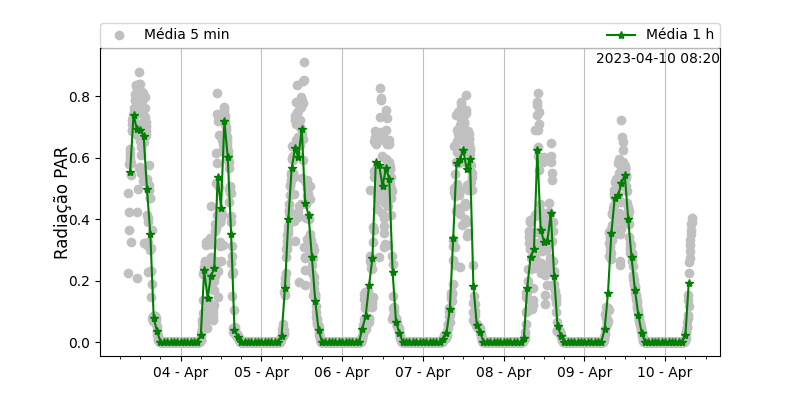 Média 5 min
Média 1 h
2023-04-10 08:20
Radiação PAR
0.8
0.6
0.4
0.2
0.0
04 - Apr
05 - Apr
06 - Apr
07 - Apr
08 - Apr
09 - Apr
10 - Apr